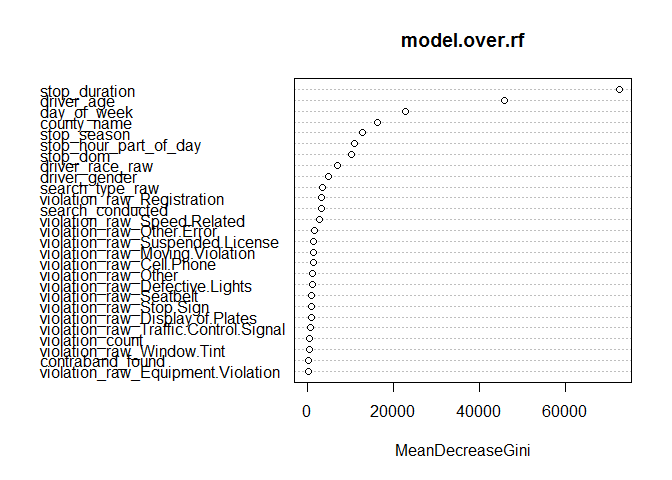 model.over.rf
stop_duration
driver_age
day_of_week
county_name
stop_season
stop_hour_part_of_day
stop_dom
driver_race_raw
driver_gender
search_type_raw
violation_raw_Registration
search_conducted
violation_raw_Speed.Related
violation_raw_Other.Error
violation_raw_Suspended.License
violation_raw_Moving.Violation
violation_raw_Cell.Phone
violation_raw_Other
violation_raw_Defective.Lights
violation_raw_Seatbelt
violation_raw_Stop.Sign
violation_raw_Display.of.Plates
violation_raw_Traffic.Control.Signal
violation_count
violation_raw_Window.Tint
contraband_found
violation_raw_Equipment.Violation
0 20000 40000 60000
MeanDecreaseGini